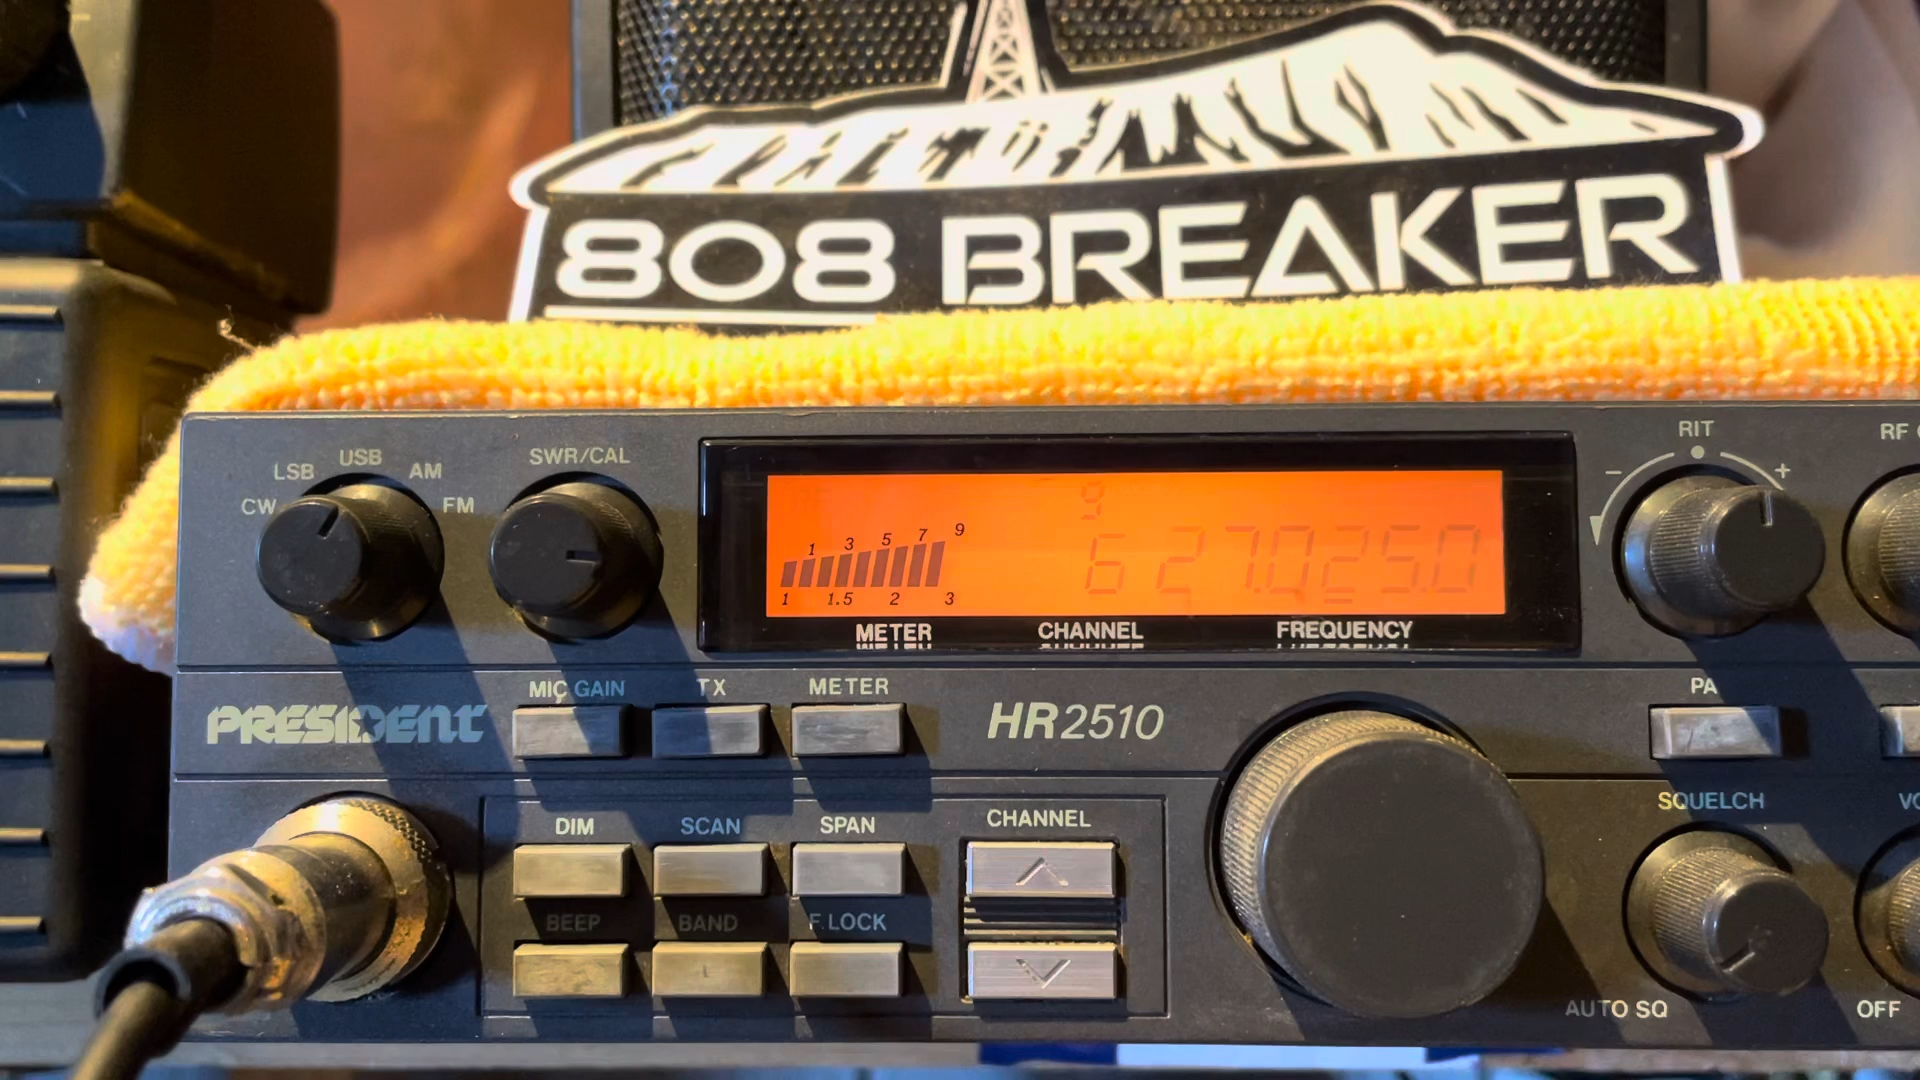 808 BREAKER
RIT
RF
LSB USB AM
SWR/CAL
- +
CW FM
9
1 3 5 7 9
6 27.025.0
1 1.5 2 3
METER CHANNEL FREQUENCY
MIC GAIN TX METER PA
PRESIDENT
HR2510
DIM SCAN SPAN CHANNEL SQUELCH
BEEP BAND F.LOCK
AUTO SQ OFF